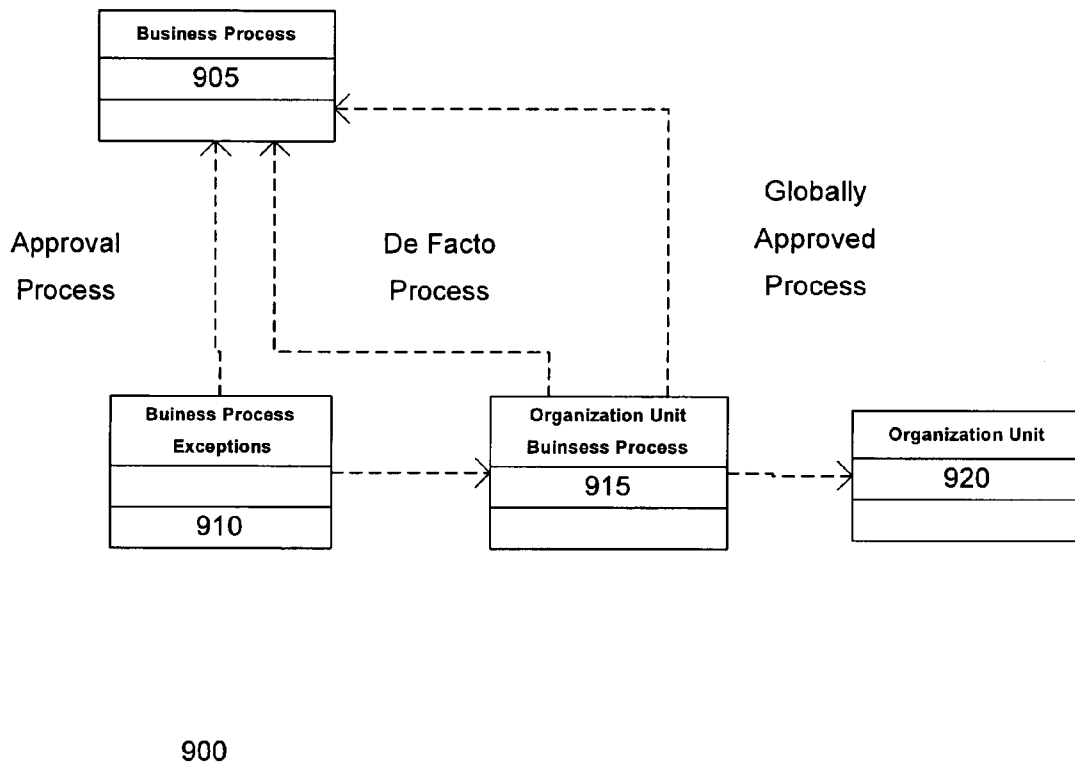 Business Process
905
Approval
Process
De Facto
Process
Globally
Approved
Process
Buiness Process
Exceptions
910
Organization Unit
Buinsess Process
915
Organization Unit
920
900